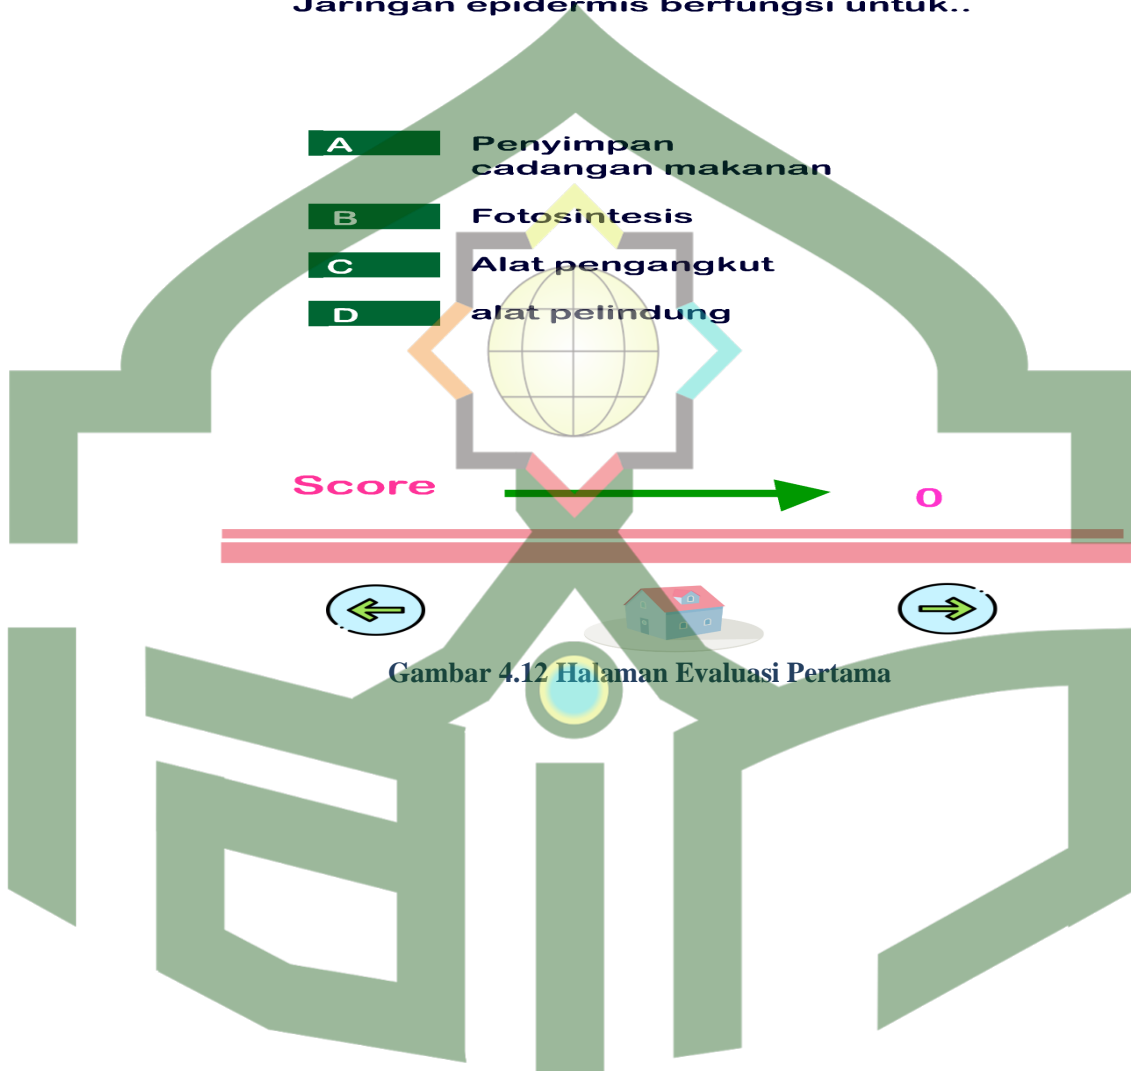 Jaringan epidermis berfungsi untuk..
A Penyimpan
cadangan makanan
B Fotosintesis
C Alat pengangkut
D alat pelindung
Score 0
Gambar 4.12 Halaman Evaluasi Pertama
iain